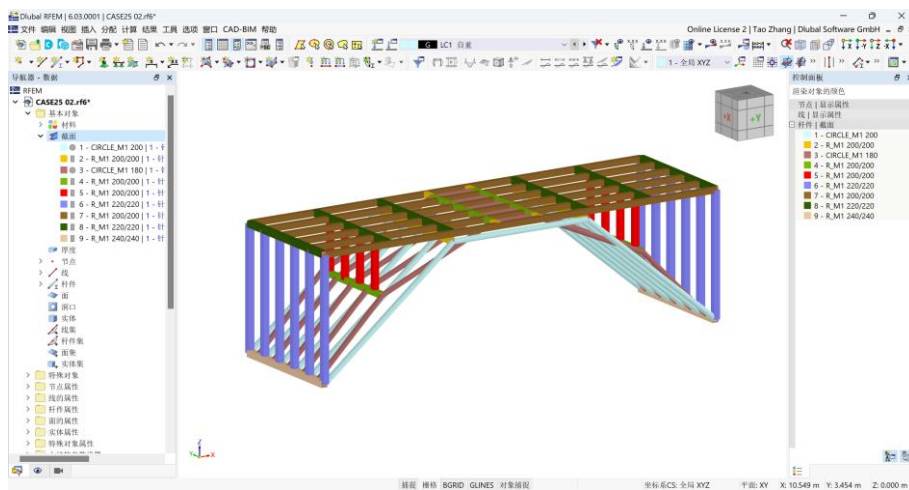 Dlubal RFEM | 6.03.0001 | CASE25 02.rf6*
文件 编辑 视图 插入 分配 计算 结果 工具 选项 窗口 CAD-BIM 帮助
Online License 2 | Tao Zhang | Dlubal Software GmbH
G LC1 自重
1 - 全局 XYZ
导航器 - 数据
RFEM
CASE25 02.rf6*
基本对象
材料
截面
1 - CIRCLE_M1 200 | 1 - 针
2 - R_M1 200/200 | 1 - 针
3 - CIRCLE_M1 180 | 1 - 针
4 - R_M1 200/200 | 1 - 针
5 - R_M1 200/200 | 1 - 针
6 - R_M1 220/220 | 1 - 针
7 - R_M1 200/200 | 1 - 针
8 - R_M1 220/220 | 1 - 针
9 - R_M1 240/240 | 1 - 针
厚度
节点
线
杆件
面
洞口
实体
线集
杆件集
面集
实体集
特殊对象
节点属性
线的属性
杆件属性
面的属性
实体属性
特殊对象属性
+X
+Y
Z
Y
X
控制面板
渲染对象的颜色
节点 | 显示属性
线 | 显示属性
杆件 | 截面
1 - CIRCLE_M1 200
2 - R_M1 200/200
3 - CIRCLE_M1 180
4 - R_M1 200/200
5 - R_M1 200/200
6 - R_M1 220/220
7 - R_M1 200/200
8 - R_M1 220/220
9 - R_M1 240/240
捕捉 栅格 BGRID GLINES 对象捕捉
坐标系CS: 全局 XYZ
平面: XY
X: 10.549 m Y: 3.454 m Z: 0.000 m